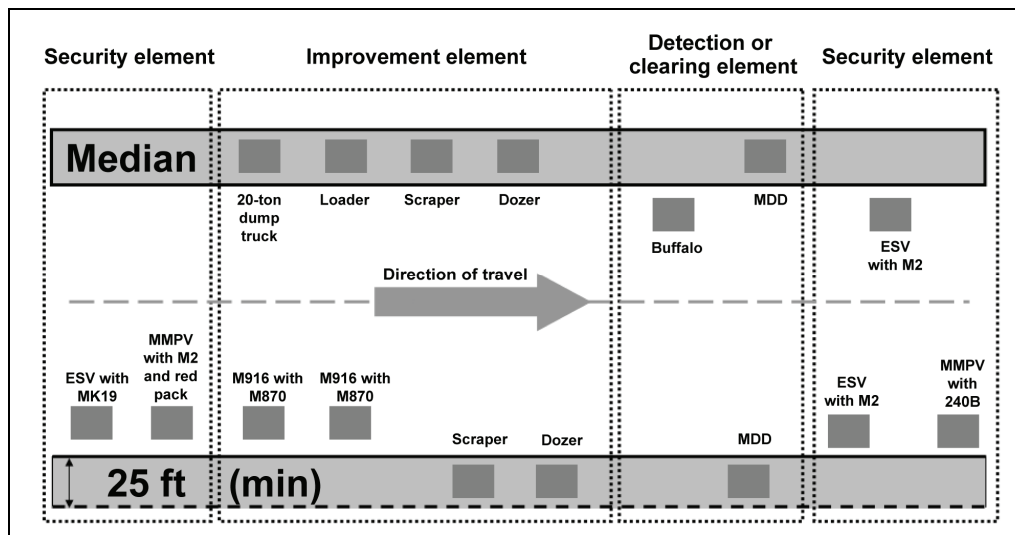 Security element
Improvement element
Detection or
clearing element
Security element
Median
20-ton
dump
truck
Loader
Scraper
Dozer
Buffalo
MDD
ESV
with M2
Direction of travel
ESV with
MK19
MMPV
with M2
and red
pack
M916 with
M870
M916 with
M870
Scraper
Dozer
MDD
ESV
with M2
MMPV
with
240B
25 ft (min)